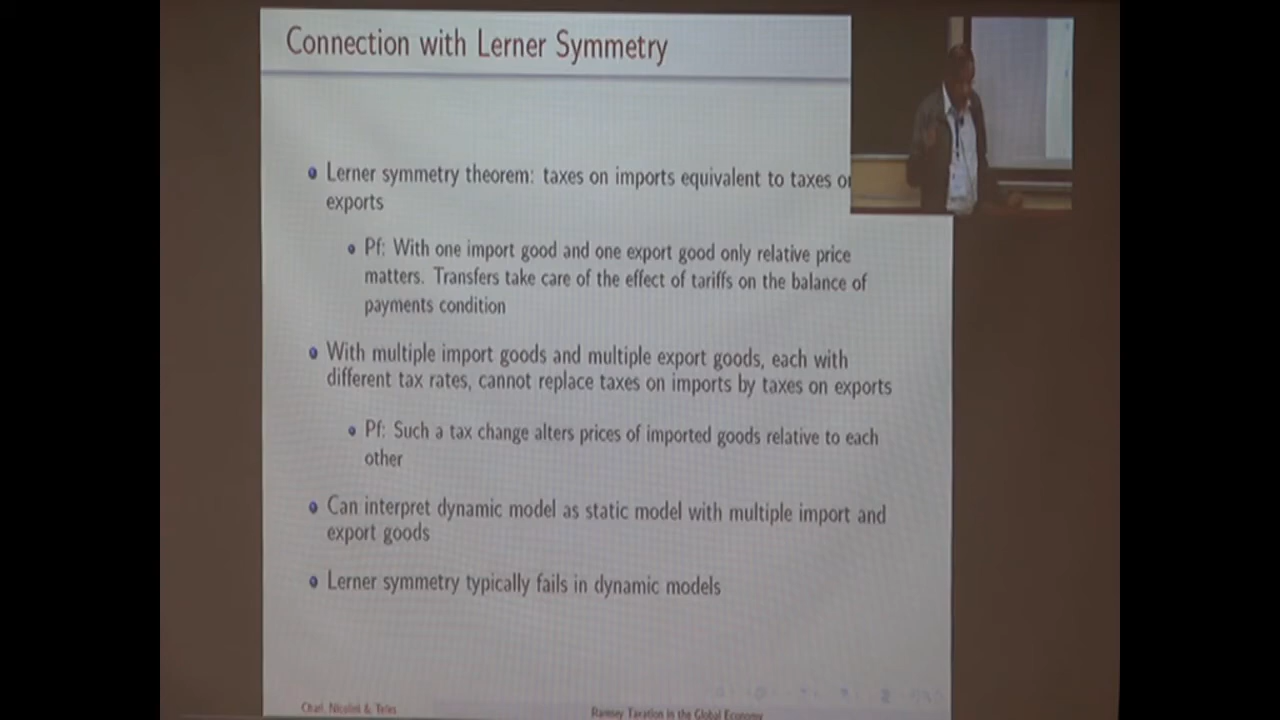 Connection with Lerner Symmetry
Lerner symmetry theorem: taxes on imports equivalent to taxes
exports
Pf: With one import good and one export good only relative price
matters. Transfers take care of the effect of tariffs on the balance of
payments condition
With multiple import goods and multiple export goods, each with
different tax rates, cannot replace taxes on imports by taxes on exports
Pf: Such a tax change alters prices of imported goods relative to each
other
Can interpret dynamic model as static model with multiple import and
export goods
Lerner symmetry typically fails in dynamic models
Chari, Nicolini & Teles
Ramsey Taxation in the Global Economy